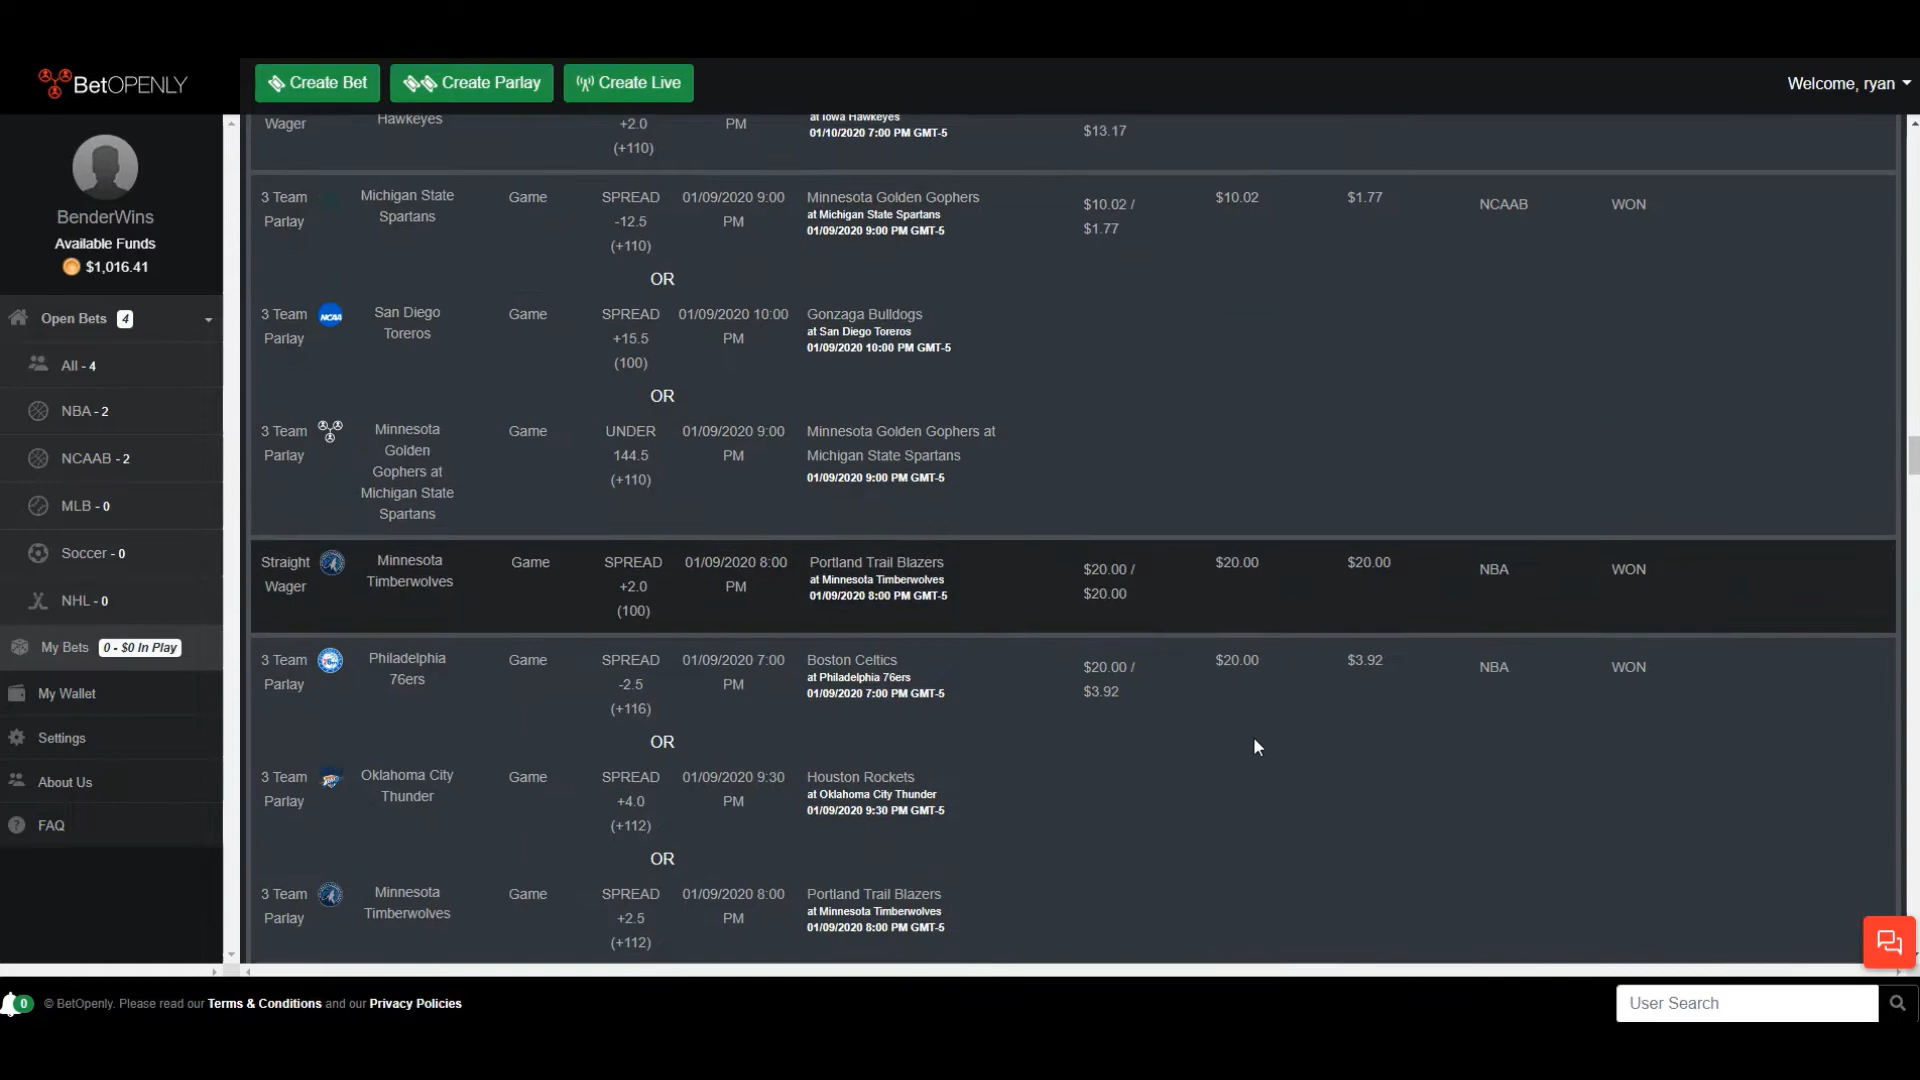 BetOPENLY
Create Bet
Create Parlay
Create Live
Welcome, ryan
BenderWins
Available Funds
$1,016.41
Open Bets 4
All - 4
NBA - 2
NCAAB - 2
MLB - 0
Soccer - 0
NHL - 0
My Bets 0 - $0 In Play
My Wallet
Settings
About Us
FAQ
Wager Hawkeyes +2.0 PM at Iowa Hawkeyes $13.17
(+110) 01/10/2020 7:00 PM GMT-5
3 Team Michigan State Game SPREAD 01/09/2020 9:00 Minnesota Golden Gophers $10.02 / $10.02 $1.77 NCAAB WON
Parlay Spartans -12.5 PM at Michigan State Spartans $1.77
(+110) 01/09/2020 9:00 PM GMT-5
OR
3 Team NCAA San Diego Game SPREAD 01/09/2020 10:00 Gonzaga Bulldogs
Parlay Toreros +15.5 PM at San Diego Toreros
(100) 01/09/2020 10:00 PM GMT-5
OR
3 Team Minnesota Game UNDER 01/09/2020 9:00 Minnesota Golden Gophers at
Parlay Golden 144.5 PM Michigan State Spartans
Gophers at (+110) 01/09/2020 9:00 PM GMT-5
Michigan State
Spartans
Straight Minnesota Game SPREAD 01/09/2020 8:00 Portland Trail Blazers $20.00 / $20.00 $20.00 NBA WON
Wager Timberwolves +2.0 PM at Minnesota Timberwolves $20.00
(100) 01/09/2020 8:00 PM GMT-5
3 Team Philadelphia Game SPREAD 01/09/2020 7:00 Boston Celtics $20.00 / $20.00 $3.92 NBA WON
Parlay 76ers -2.5 PM at Philadelphia 76ers $3.92
(+116) 01/09/2020 7:00 PM GMT-5
OR
3 Team Oklahoma City Game SPREAD 01/09/2020 9:30 Houston Rockets
Parlay Thunder +4.0 PM at Oklahoma City Thunder
(+112) 01/09/2020 9:30 PM GMT-5
OR
3 Team Minnesota Game SPREAD 01/09/2020 8:00 Portland Trail Blazers
Parlay Timberwolves +2.5 PM at Minnesota Timberwolves
(+112) 01/09/2020 8:00 PM GMT-5
0 © BetOpenly. Please read our Terms & Conditions and our Privacy Policies
User Search